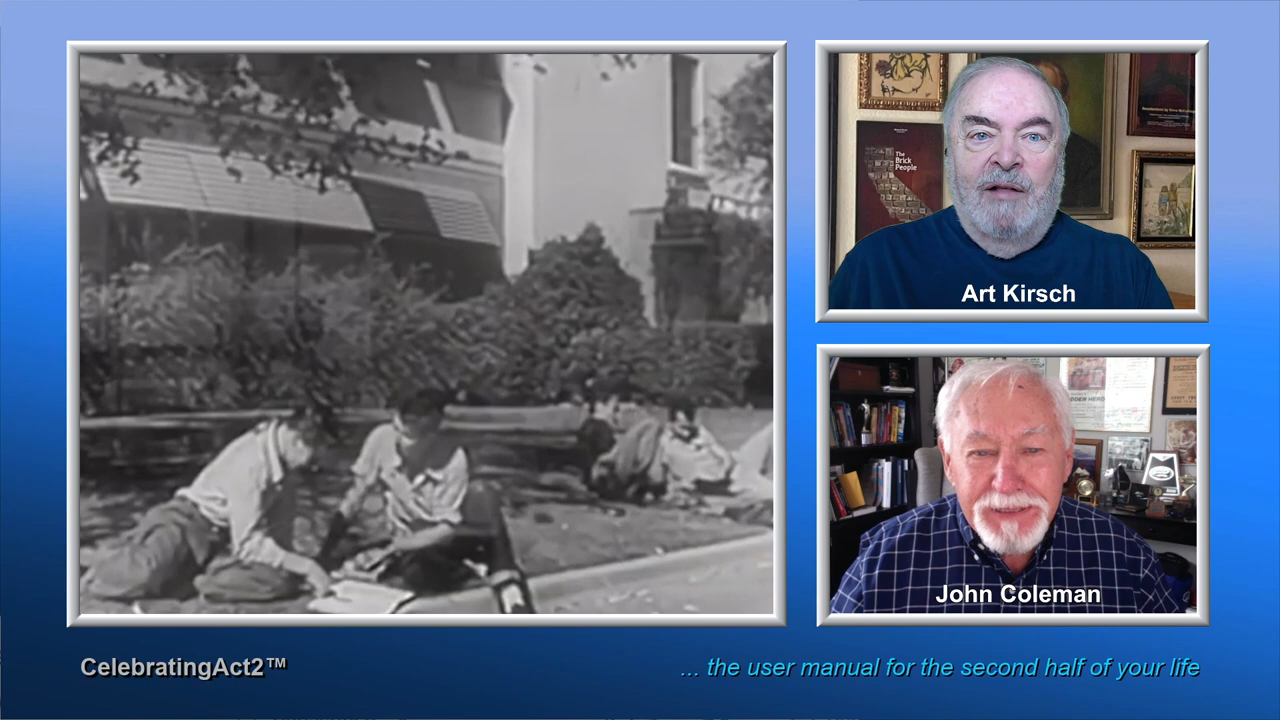 The
Brick
People
Art Kirsch
John Coleman
CelebratingAct2™
... the user manual for the second half of your life